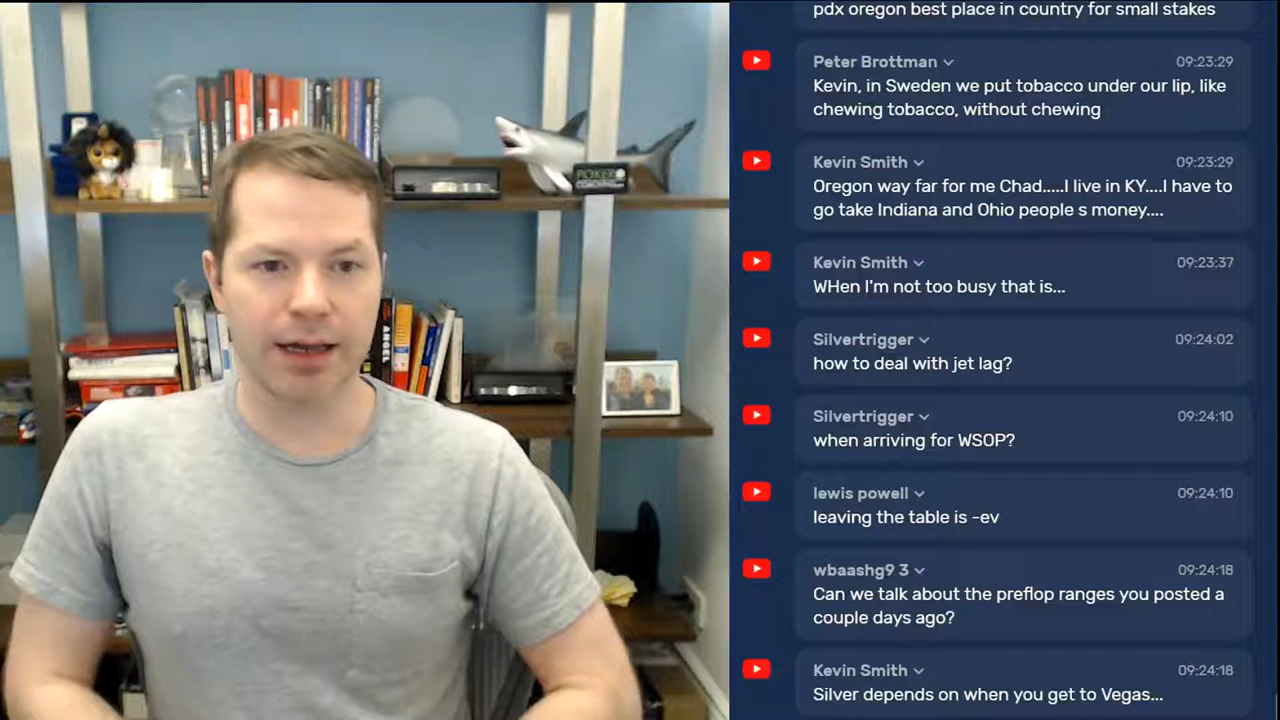 pdx oregon best place in country for small stakes
Peter Brottman 09:23:29
Kevin, in Sweden we put tobacco under our lip, like
chewing tobacco, without chewing
Kevin Smith 09:23:29
Oregon way far for me Chad.....I live in KY....I have to
go take Indiana and Ohio people s money....
Kevin Smith 09:23:37
WHen I'm not too busy that is...
Silvertrigger 09:24:02
how to deal with jet lag?
Silvertrigger 09:24:10
when arriving for WSOP?
lewis powell 09:24:10
leaving the table is -ev
wbaashg9 3 09:24:18
Can we talk about the preflop ranges you posted a
couple days ago?
Kevin Smith 09:24:18
Silver depends on when you get to Vegas...
POKER
COACHING
ANGEL